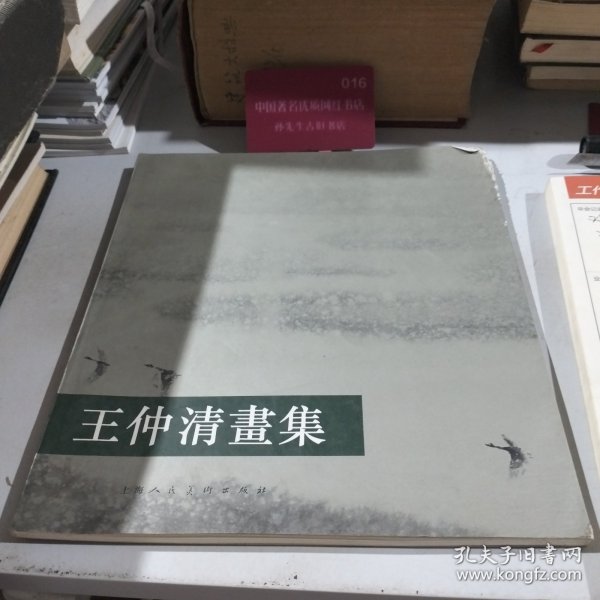 016
中国著名优质网红书店
孙先生古旧书店
王仲清畫集
上海人民美術出版社
孔夫子旧書网
www.kongfz.com